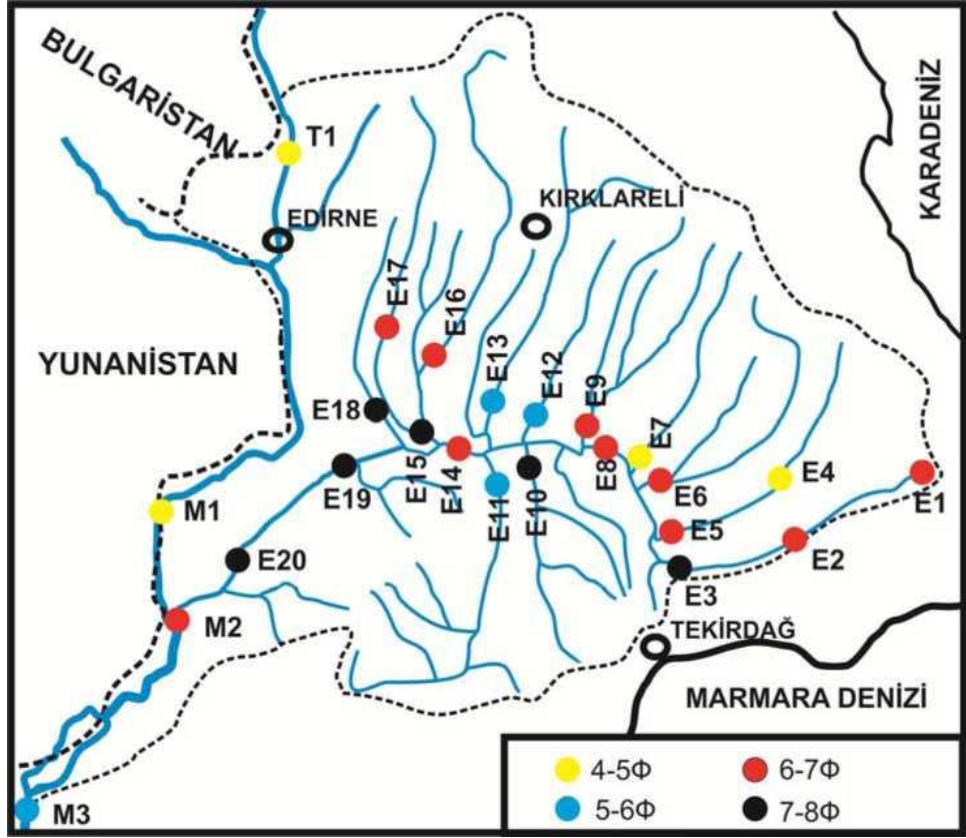 BULGARİSTAN
KARADENİZ
T1
KIRKLARELİ
EDİRNE
E17
E16
YUNANİSTAN
E13
E12
E9
E18
E7
E15
E14
E8
E4
E1
E19
E11
E10
E6
M1
E5
E2
E20
E3
M2
TEKİRDAĞ
MARMARA DENİZİ
4-5Φ
6-7Φ
5-6Φ
7-8Φ
M3